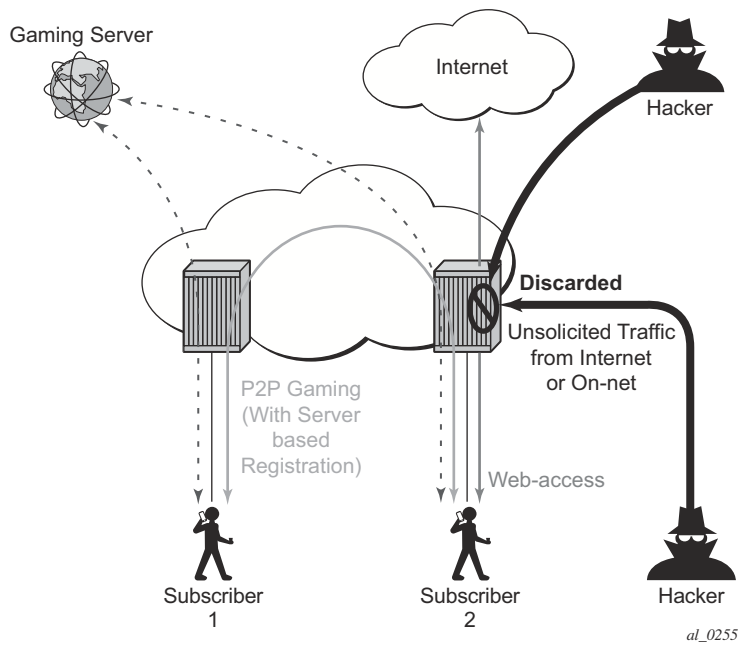 Gaming Server
Internet
Hacker
Discarded
Unsolicited Traffic
from Internet
or On-net
P2P Gaming
(With Server
based
Registration)
Web-access
Subscriber
1
Subscriber
2
Hacker
al_0255